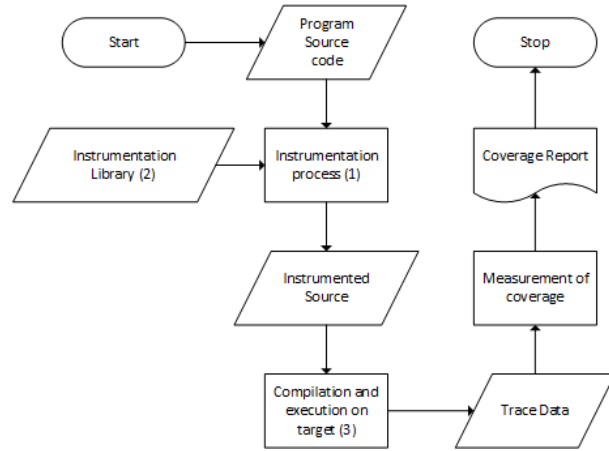 Start
Program
Source
code
Stop
Instrumentation
Library (2)
Instrumentation
process (1)
Coverage Report
Instrumented
Source
Measurement of
coverage
Compilation and
execution on
target (3)
Trace Data